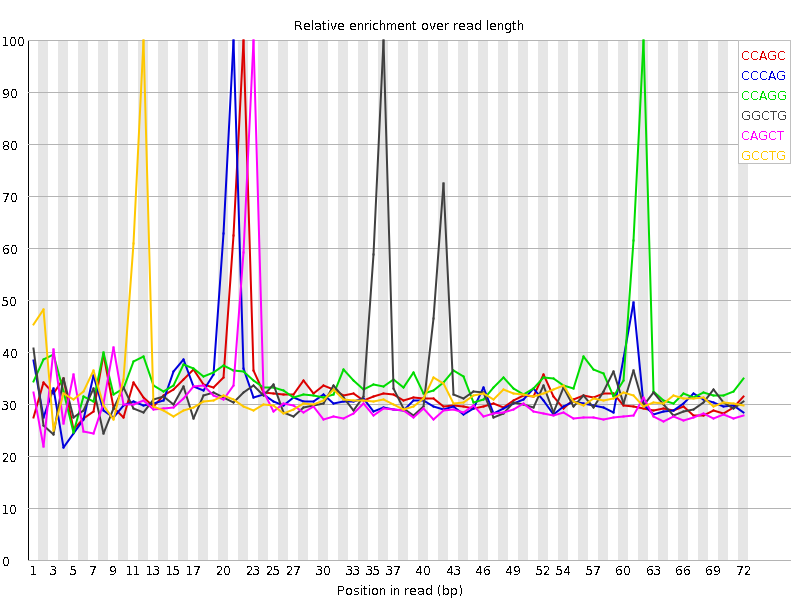 Relative enrichment over read length
100
90
80
70
60
50
40
30
20
10
0
CCAGC
CCCAG
CCAGG
GGCTG
CAGCT
GCCTG
1 3 5 7 9 11 13 15 17 20 23 25 27 30 33 35 37 40 43 46 49 52 54 57 60 63 66 69 72
Position in read (bp)